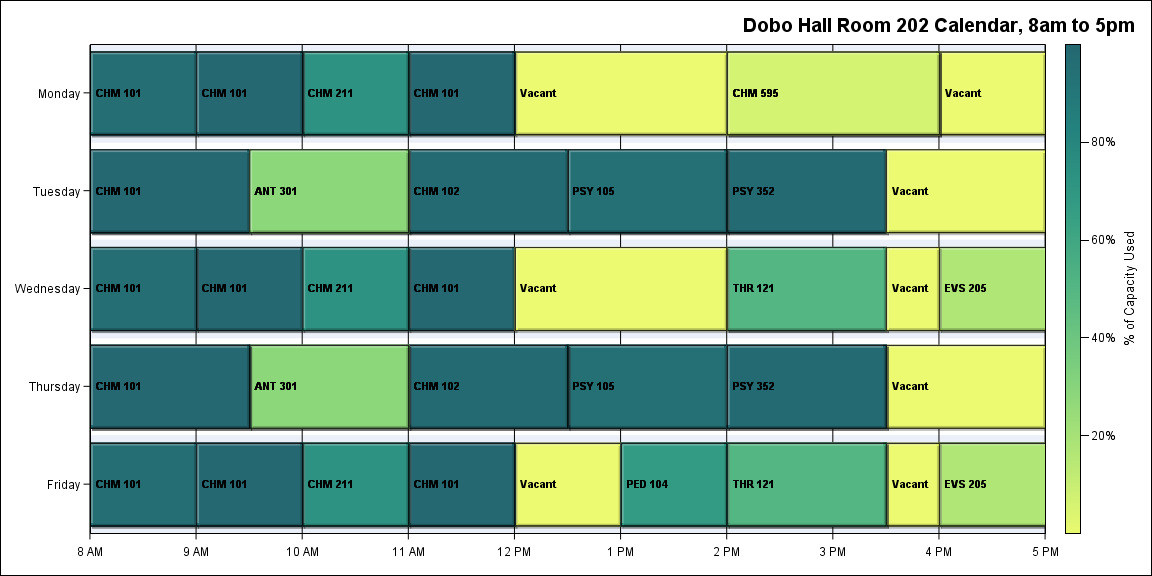 Dobo Hall Room 202 Calendar, 8am to 5pm
Monday
CHM 101
CHM 101
CHM 211
CHM 101
Vacant
CHM 595
Vacant
Tuesday
CHM 101
ANT 301
CHM 102
PSY 105
PSY 352
Vacant
Wednesday
CHM 101
CHM 101
CHM 211
CHM 101
Vacant
THR 121
Vacant
EVS 205
Thursday
CHM 101
ANT 301
CHM 102
PSY 105
PSY 352
Vacant
Friday
CHM 101
CHM 101
CHM 211
CHM 101
Vacant
PED 104
THR 121
Vacant
EVS 205
8 AM
9 AM
10 AM
11 AM
12 PM
1 PM
2 PM
3 PM
4 PM
5 PM
80%
60%
40%
20%
% of Capacity Used